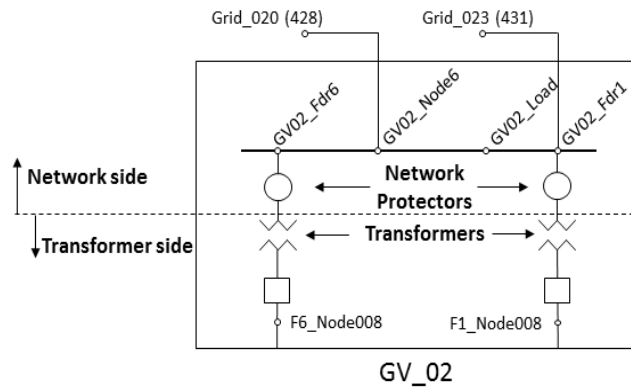 Grid_020 (428)
Grid_023 (431)
GV02_Fdr6
GV02_Node6
GV02_Load
GV02_Fdr1
Network side
Network
Protectors
Transformer side
Transformers
F6_Node008
F1_Node008
GV_02